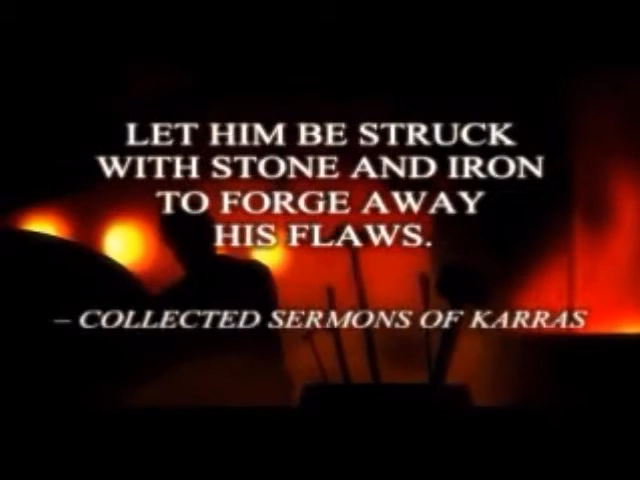 LET HIM BE STRUCK
WITH STONE AND IRON
TO FORGE AWAY
HIS FLAWS.
– COLLECTED SERMONS OF KARRAS